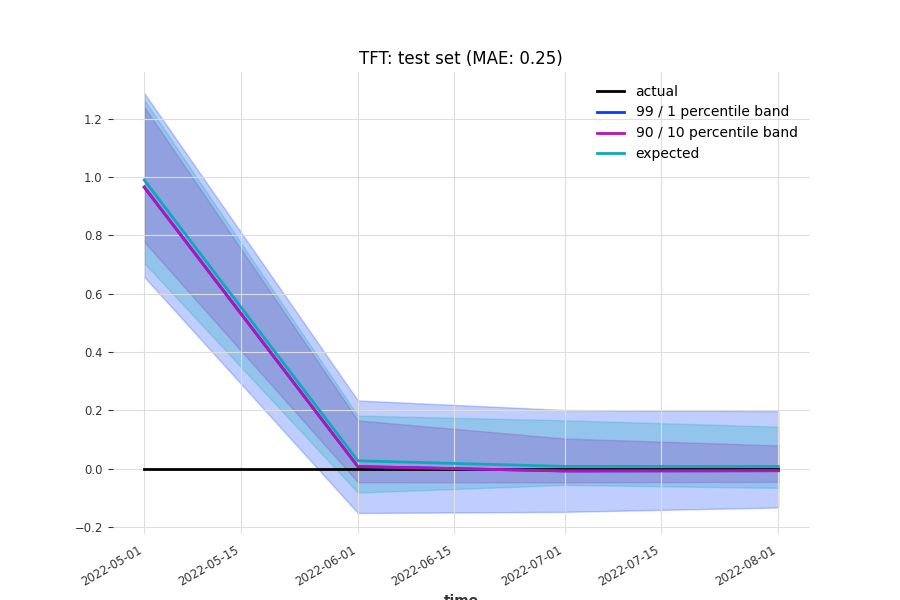 TFT: test set (MAE: 0.25)
actual
99 / 1 percentile band
90 / 10 percentile band
expected
1.2
1.0
0.8
0.6
0.4
0.2
0.0
−0.2
2022-05-01
2022-05-15
2022-06-01
2022-06-15
2022-07-01
2022-07-15
2022-08-01
time